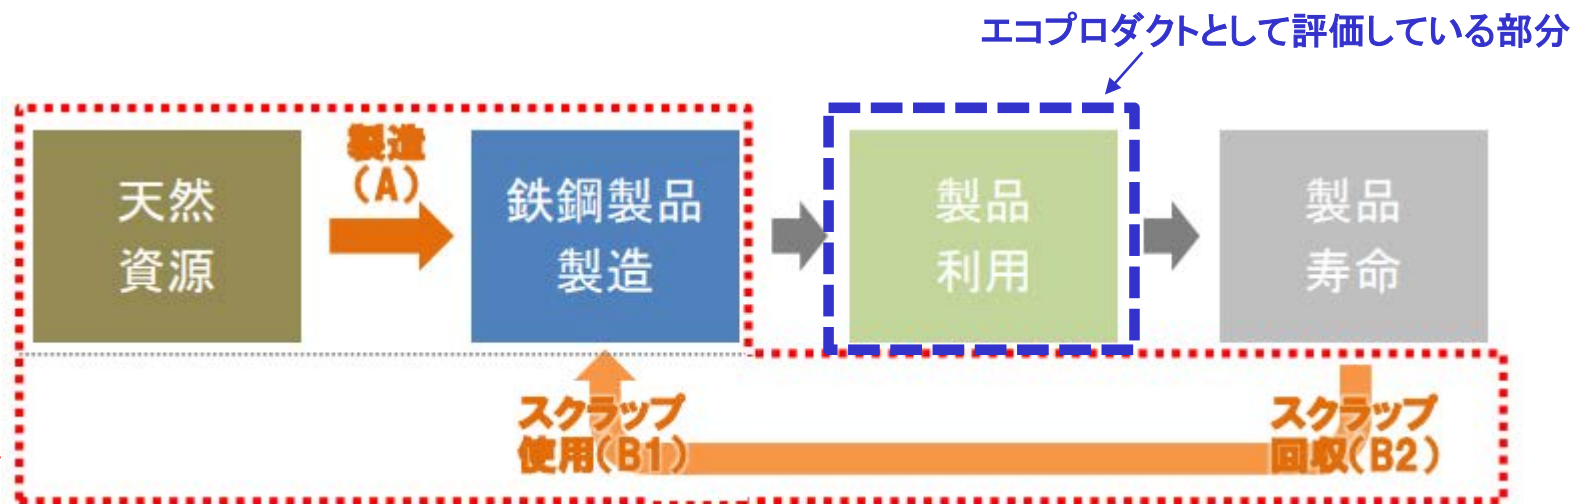 エコプロダクトとして評価している部分
天然
資源
製造
(A)
鉄鋼製品
製造
製品
利用
製品
寿命
スクラップ
使用(B1)
スクラップ
回収(B2)